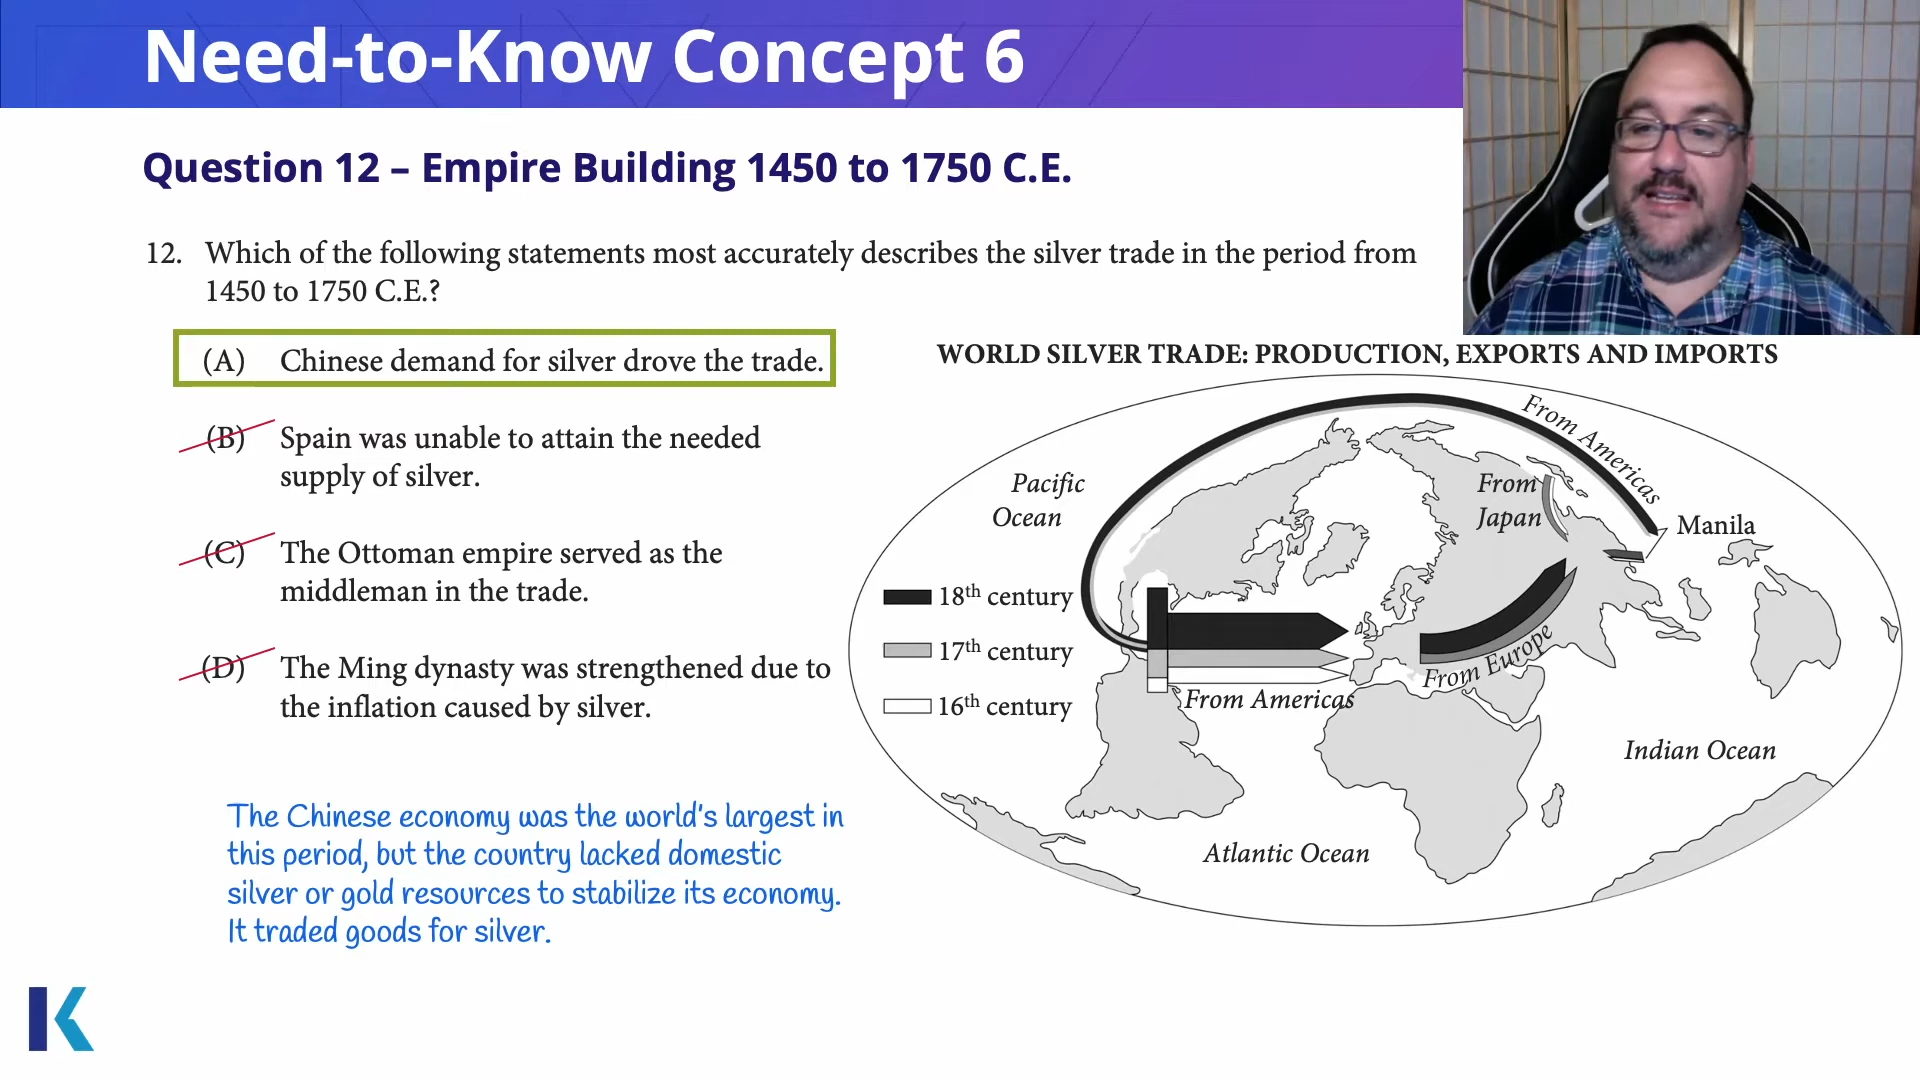 Need-to-Know Concept 6
Question 12 – Empire Building 1450 to 1750 C.E.
12. Which of the following statements most accurately describes the silver trade in the period from
1450 to 1750 C.E.?
(A) Chinese demand for silver drove the trade.
(B) Spain was unable to attain the needed
supply of silver.
(C) The Ottoman empire served as the
middleman in the trade.
(D) The Ming dynasty was strengthened due to
the inflation caused by silver.
The Chinese economy was the world's largest in
this period, but the country lacked domestic
silver or gold resources to stabilize its economy.
It traded goods for silver.
WORLD SILVER TRADE: PRODUCTION, EXPORTS AND IMPORTS
From Americas
Pacific
Ocean
From
Japan
Manila
18th century
17th century
16th century
From Europe
From Americas
Indian Ocean
Atlantic Ocean
K